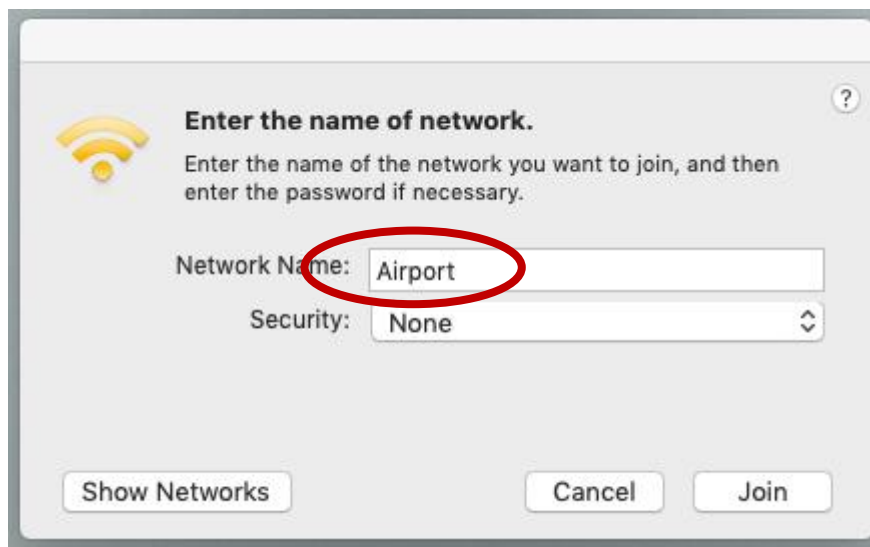 ?
Enter the name of network.
Enter the name of the network you want to join, and then
enter the password if necessary.
Network Name: Airport
Security: None
Show Networks Cancel Join